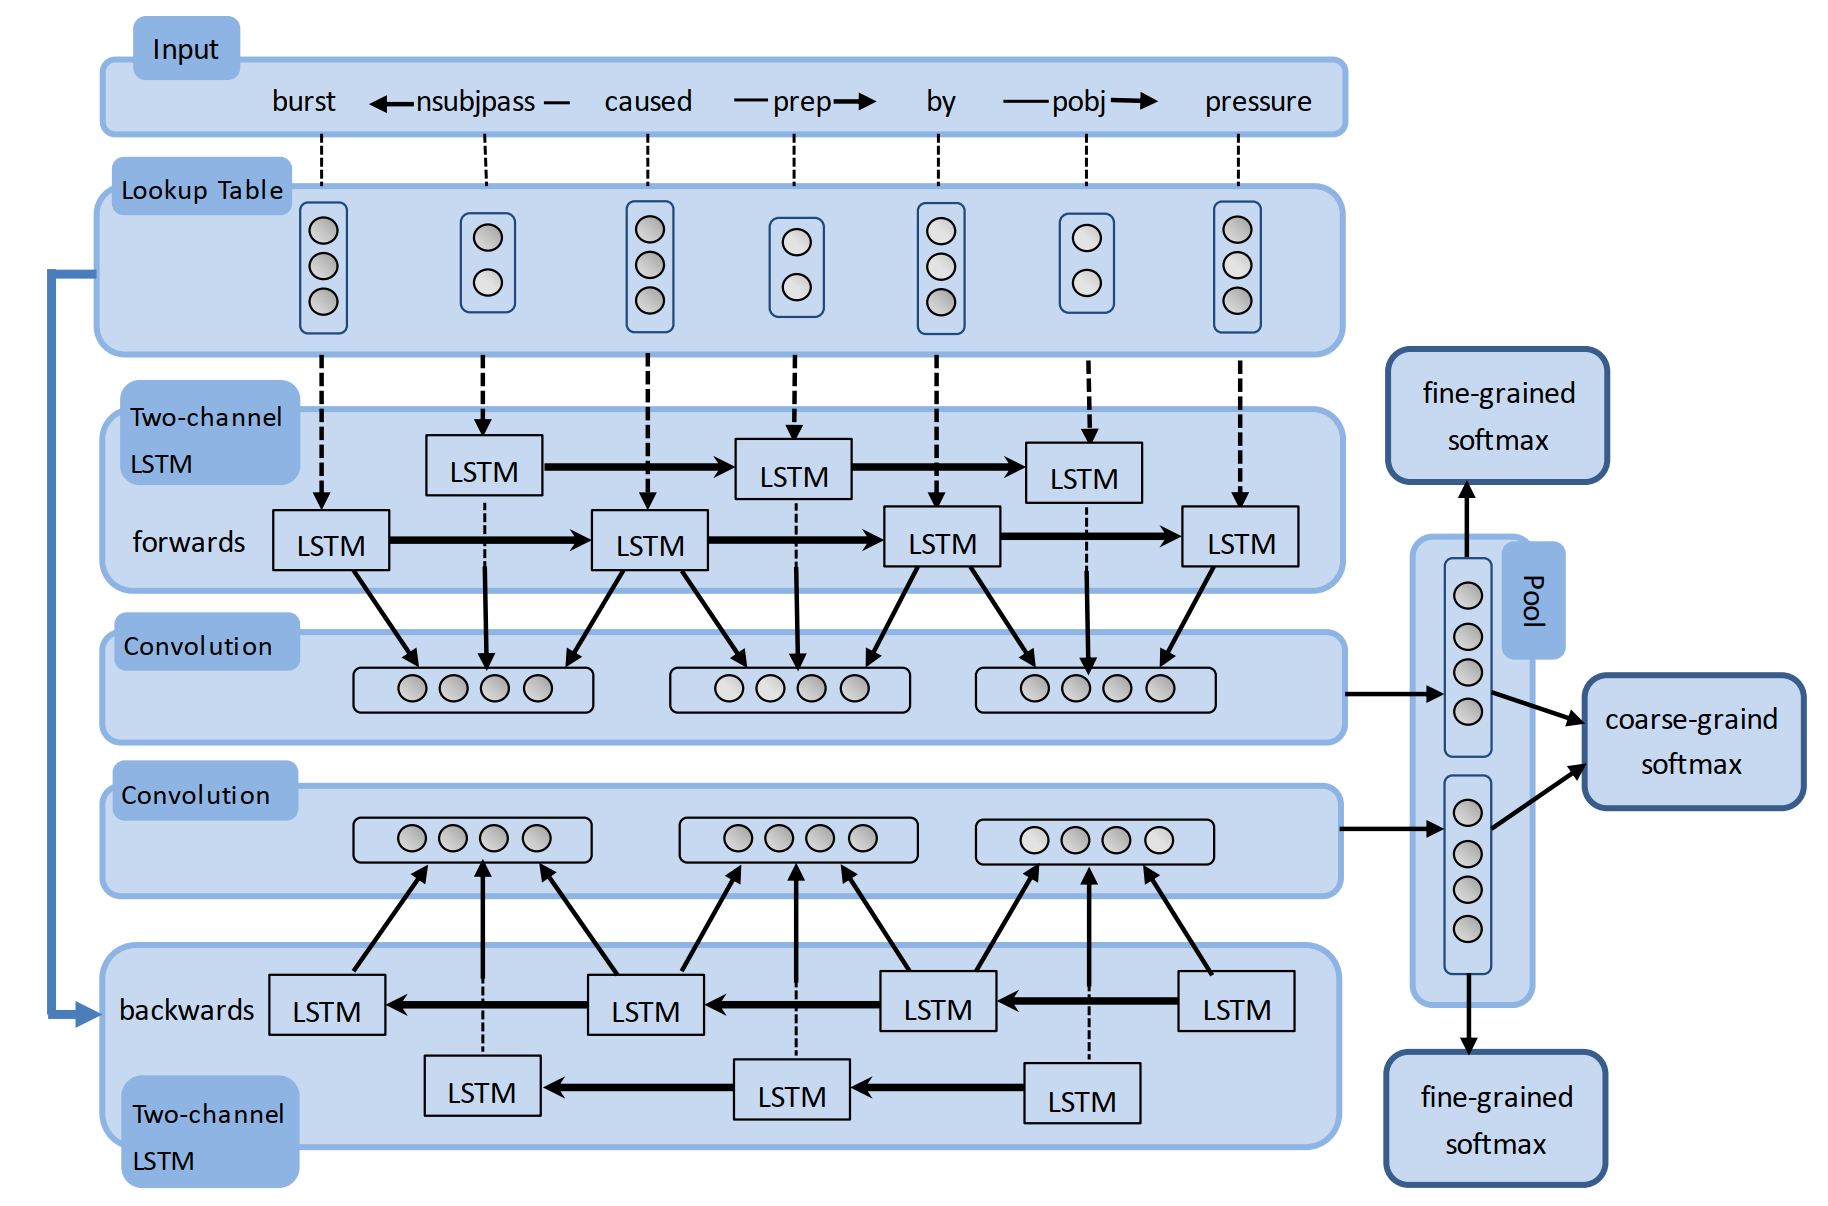 Input
burst nsubjpass caused prep by pobj pressure
Lookup Table
Two-channel
LSTM
LSTM LSTM LSTM
forwards
LSTM LSTM LSTM LSTM
Convolution
Convolution
backwards
LSTM LSTM LSTM LSTM
LSTM LSTM LSTM
Two-channel
LSTM
fine-grained
softmax
Pool
coarse-graind
softmax
fine-grained
softmax